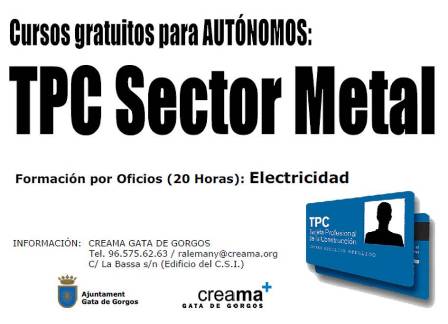 Cursos gratuitos para AUTÓNOMOS:
TPC Sector Metal
Formación por Oficios (20 Horas): Electricidad
TPC
Tarjeta Profesional
de la Construcción
INFORMACIÓN: CREAMA GATA DE GORGOS
Tel. 96.575.62.63 / ralemany@creama.org
C/ La Bassa s/n (Edificio del C.S.I.)
Ajuntament
Gata de Gorgos
creama+
GATA DE GORGOS